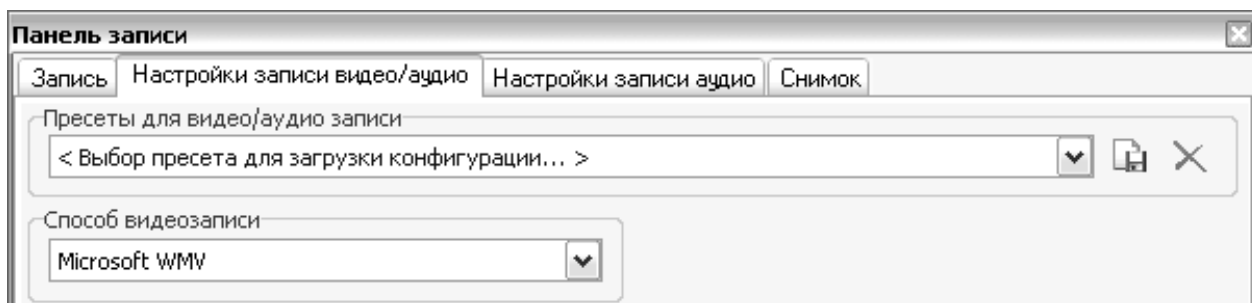 Панель записи
Запись Настройки записи видео/аудио Настройки записи аудио Снимок
Пресеты для видео/аудио записи
< Выбор пресета для загрузки конфигурации... >
Способ видеозаписи
Microsoft WMV